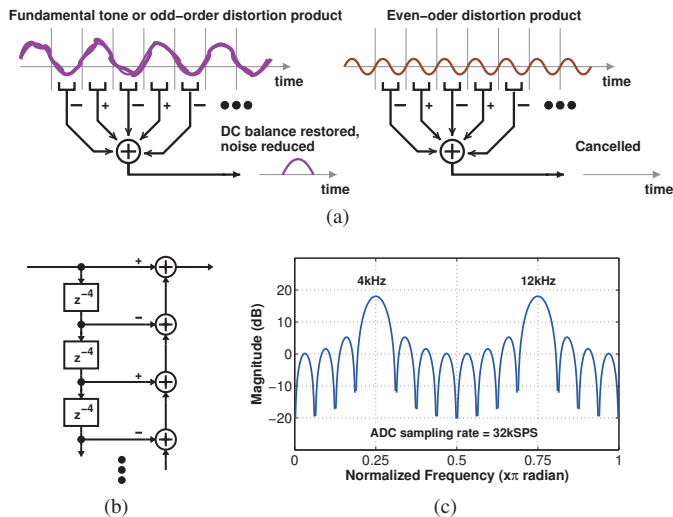 Fundamental tone or odd-order distortion product
Even-oder distortion product
time
time
− + − + −
− + − + −
DC balance restored,
noise reduced
Cancelled
time
time
(a)
+
z⁻⁴
−
z⁻⁴
+
z⁻⁴
−
(b)
4kHz
12kHz
20
10
0
−10
−20
Magnitude (dB)
ADC sampling rate = 32kSPS
0 0.25 0.5 0.75 1
Normalized Frequency (xπ radian)
(c)